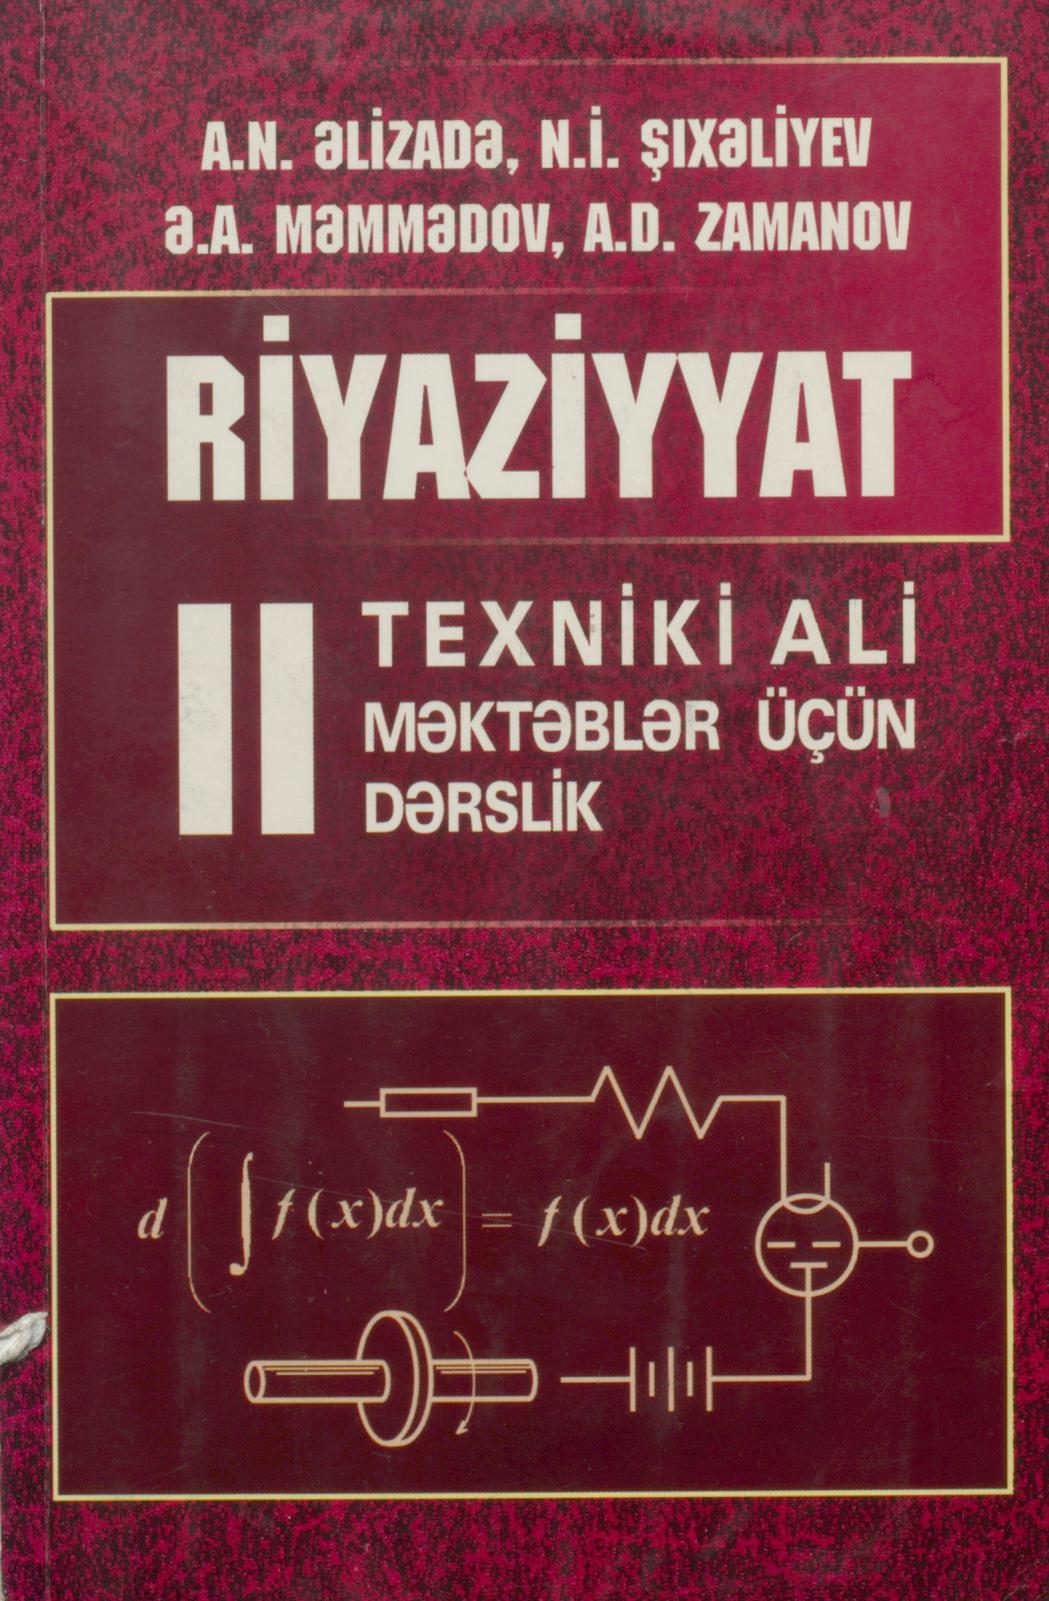 A.N. ƏLİZADƏ, N.İ. ŞIXƏLİYEV
Ə.A. MƏMMƏDOV, A.D. ZAMANOV
RİYAZİYYAT
II
TEXNİKİ ALİ
MƏKTƏBLƏR ÜÇÜN
DƏRSLİK
d ( ∫ f (x)dx ) = f (x)dx